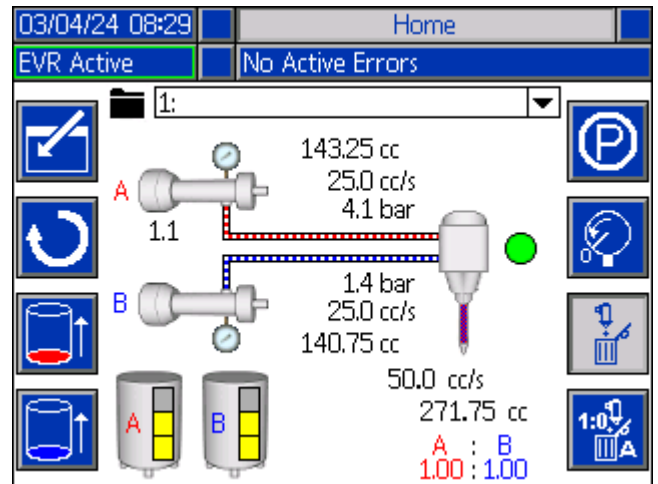 03/04/24 08:29
Home
EVR Active
No Active Errors
1:
P
143.25 cc
25.0 cc/s
4.1 bar
A
1.1
1.4 bar
25.0 cc/s
140.75 cc
B
50.0 cc/s
271.75 cc
A
B
A : B
1.00 : 1.00
1:0
A